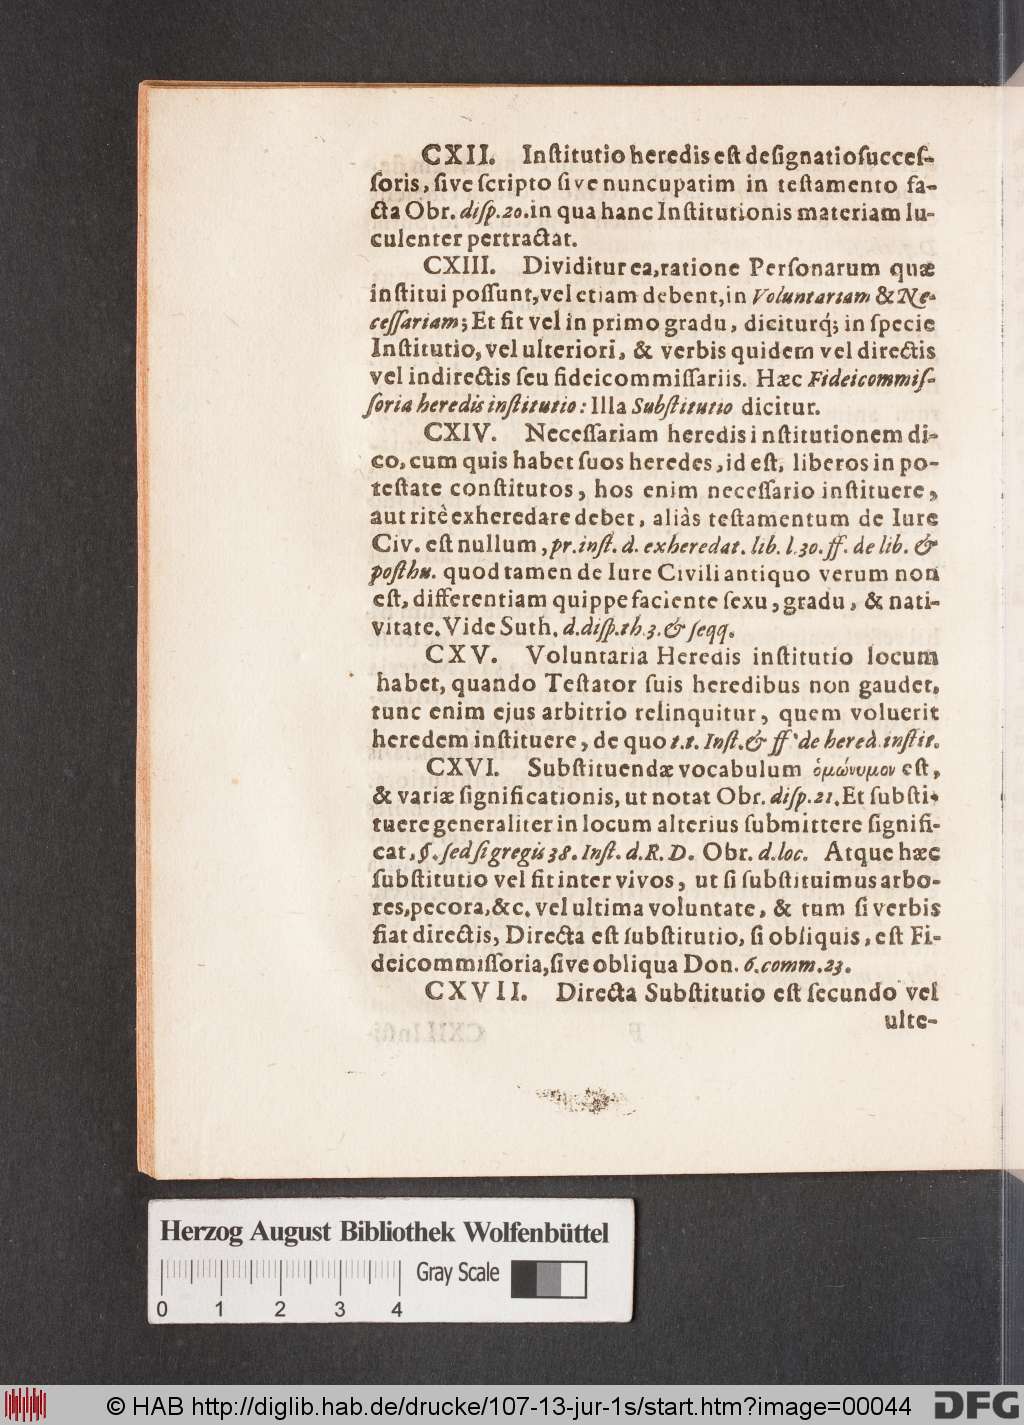 CXII. Inſtitutio heredis eſt deſignatio ſucceſ-
ſoris, ſive ſcripto ſive nuncupatim in teſtamento fa-
cta Obr. diſp. 20. in qua hanc Inſtitutionis materiam lu-
culenter pertractat.
CXIII. Dividitur ea, ratione Perſonarum quæ
inſtitui poſſunt, vel etiam debent, in Voluntariam & Ne-
ceſſariam; Et fit vel in primo gradu, diciturq́; in ſpecie
Inſtitutio, vel ulteriori, & verbis quidem vel directis
vel indirectis ſeu fideicommiſſariis. Hæc Fideicommiſ-
ſoria heredis inſtitutio: Illa Subſtitutio dicitur.
CXIV. Neceſſariam heredis inſtitutionem di-
co, cum quis habet ſuos heredes, id eſt, liberos in po-
teſtate conſtitutos, hos enim neceſſario inſtituere,
aut ritè exheredare debet, aliàs teſtamentum de Iure
Civ. eſt nullum, pr. inſt. d. exheredat. lib. l. 30. ff. de lib. &
poſthu. quod tamen de Iure Civili antiquo verum non
eſt, differentiam quippe faciente ſexu, gradu, & nati-
vitate. Vide Suth. d. diſp. th. 3. & ſeqq.
CXV. Voluntaria Heredis inſtitutio locum
habet, quando Teſtator ſuis heredibus non gaudet,
tunc enim ejus arbitrio relinquitur, quem voluerit
heredem inſtituere, de quo t. t. Inſt. & ff de hered. inſtit.
CXVI. Subſtituendæ vocabulum ὁμώνυμον eſt,
& variæ ſignificationis, ut notat Obr. diſp. 21. Et ſubſti-
tuere generaliter in locum alterius ſubmittere ſignifi-
cat, §. ſed ſi gregis 38. Inſt. d. R. D. Obr. d. loc. Atque hæc
ſubſtitutio vel fit inter vivos, ut ſi ſubſtituimus arbo-
res, pecora, &c. vel ultima voluntate, & tum ſi verbis
fiat directis, Directa eſt ſubſtitutio, ſi obliquis, eſt Fi-
deicommiſſoria, ſive obliqua Don. 6. comm. 23.
CXVII. Directa Subſtitutio eſt ſecundo vel
ulte-
Herzog August Bibliothek Wolfenbüttel
Gray Scale
0 1 2 3 4
© HAB http://diglib.hab.de/drucke/107-13-jur-1s/start.htm?image=00044
DFG